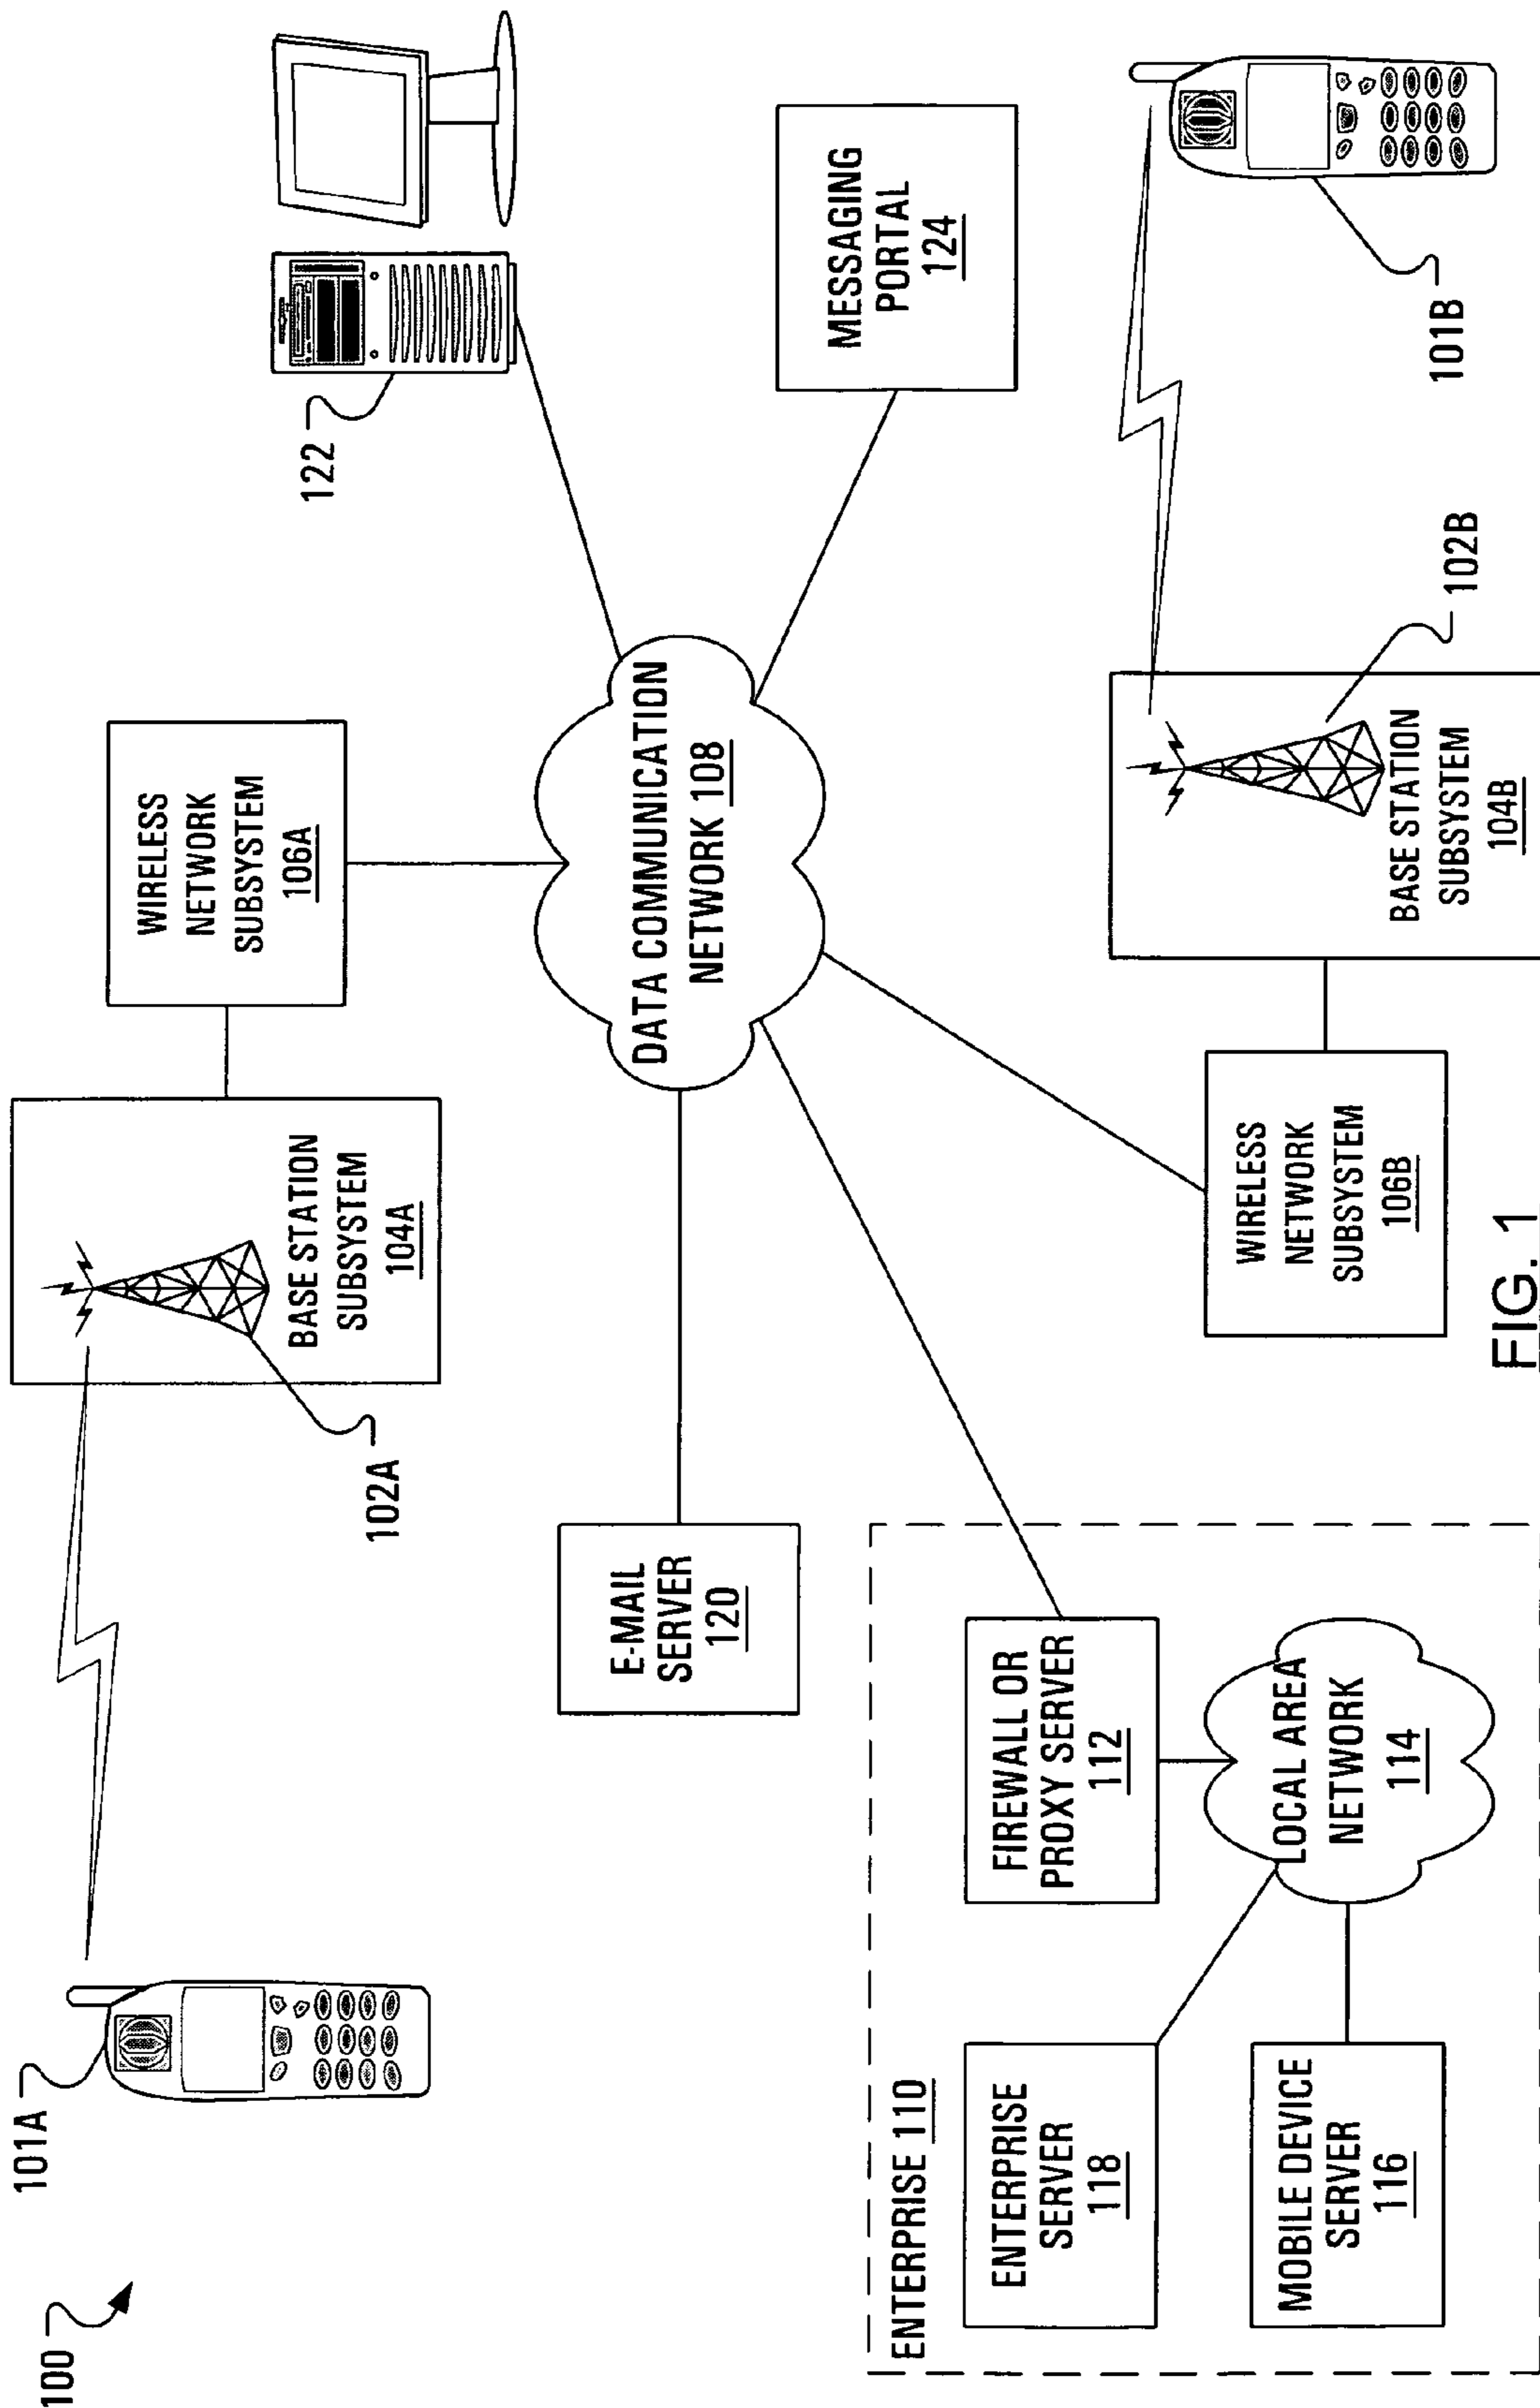 100
101A
102A
BASE STATION
SUBSYSTEM
104A
WIRELESS
NETWORK
SUBSYSTEM
106A
122
E-MAIL
SERVER
120
DATA COMMUNICATION
NETWORK 108
MESSAGING
PORTAL
124
ENTERPRISE 110
ENTERPRISE
SERVER
118
FIREWALL OR
PROXY SERVER
112
MOBILE DEVICE
SERVER
116
LOCAL AREA
NETWORK
114
WIRELESS
NETWORK
SUBSYSTEM
106B
BASE STATION
SUBSYSTEM
104B
102B
101B
FIG. 1